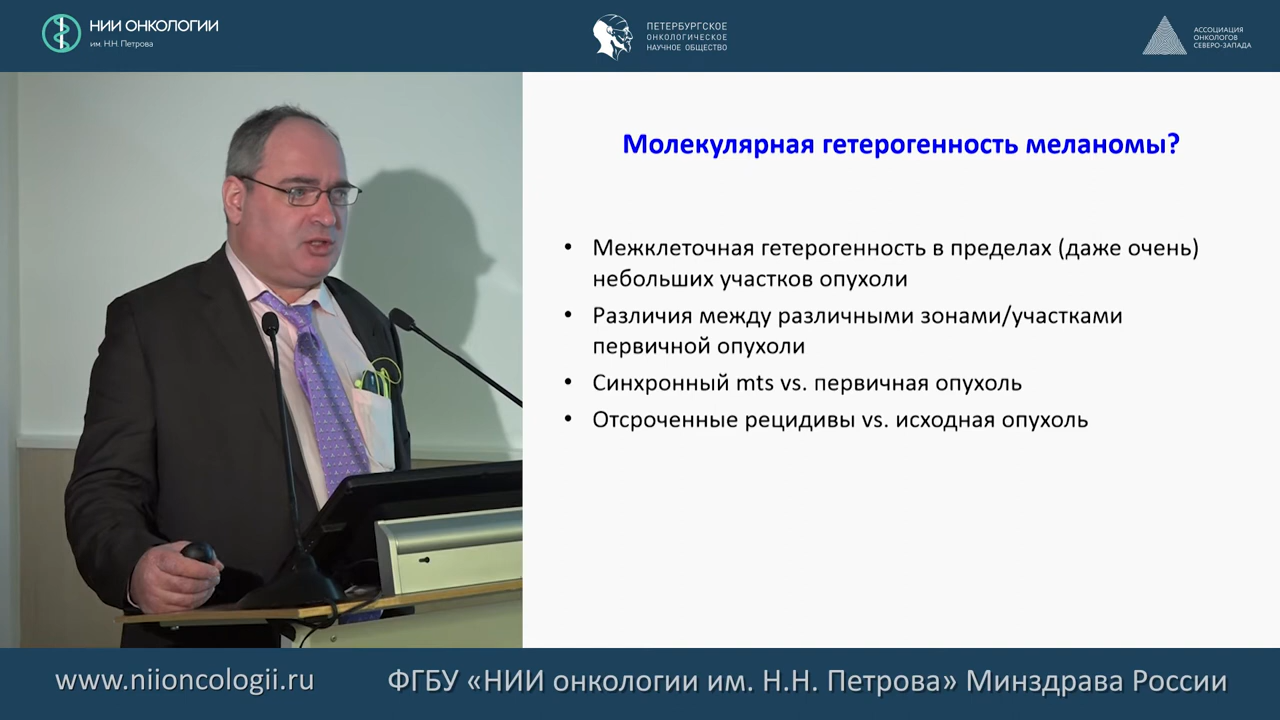 НИИ ОНКОЛОГИИ
им. Н.Н. Петрова
ПЕТЕРБУРГСКОЕ
ОНКОЛОГИЧЕСКОЕ
НАУЧНОЕ ОБЩЕСТВО
АССОЦИАЦИЯ
ОНКОЛОГОВ
СЕВЕРО-ЗАПАДА
Молекулярная гетерогенность меланомы?
• Межклеточная гетерогенность в пределах (даже очень)
небольших участков опухоли
• Различия между различными зонами/участками
первичной опухоли
• Синхронный mts vs. первичная опухоль
• Отсроченные рецидивы vs. исходная опухоль
www.niioncologii.ru
ФГБУ «НИИ онкологии им. Н.Н. Петрова» Минздрава России